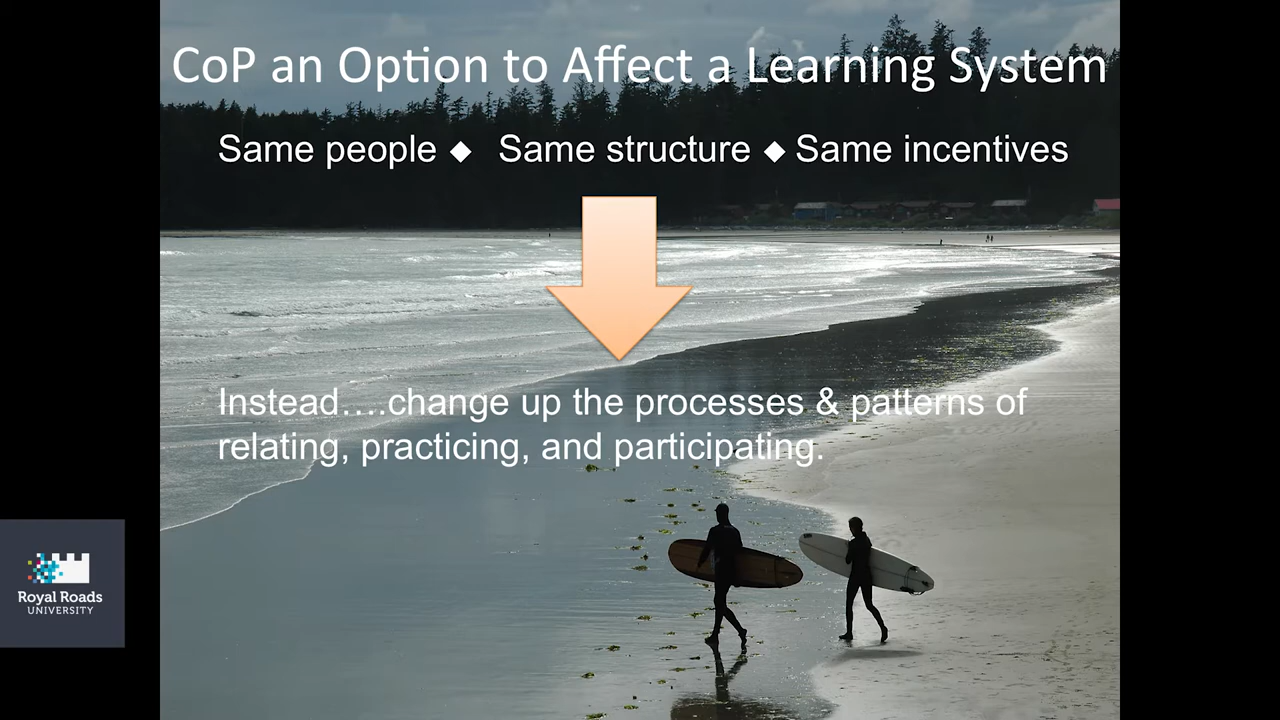 CoP an Option to Affect a Learning System
Same people ◆ Same structure ◆ Same incentives
Instead….change up the processes & patterns of
relating, practicing, and participating.
Royal Roads
UNIVERSITY